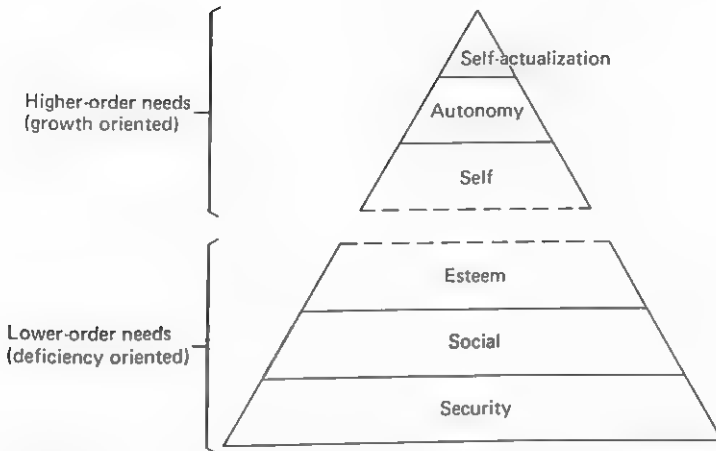 Self-actualization
Higher-order needs
(growth oriented)
Autonomy
Self
Esteem
Lower-order needs
(deficiency oriented)
Social
Security